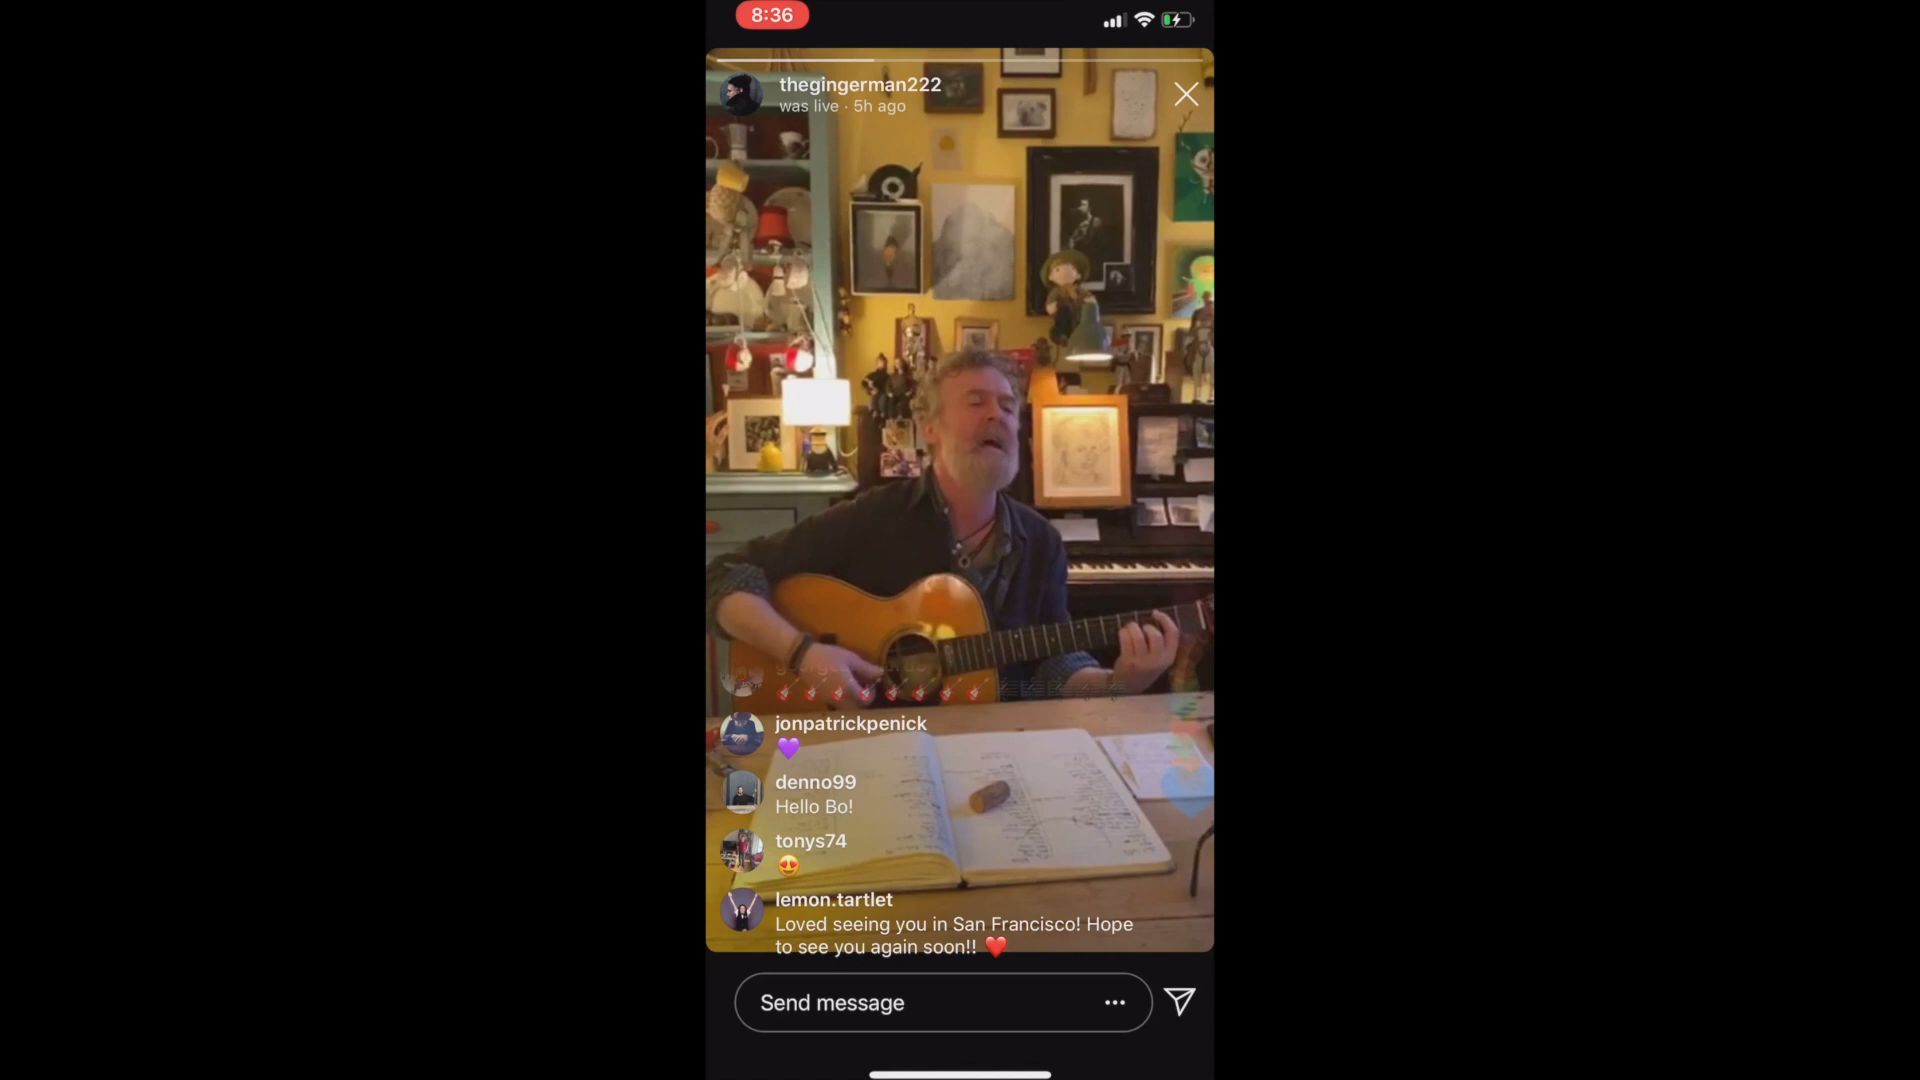 8:36
thegingerman222
was live · 5h ago
jonpatrickpenick
💜
denno99
Hello Bo!
tonys74
😍
lemon.tartlet
Loved seeing you in San Francisco! Hope
to see you again soon!! ❤️
Send message